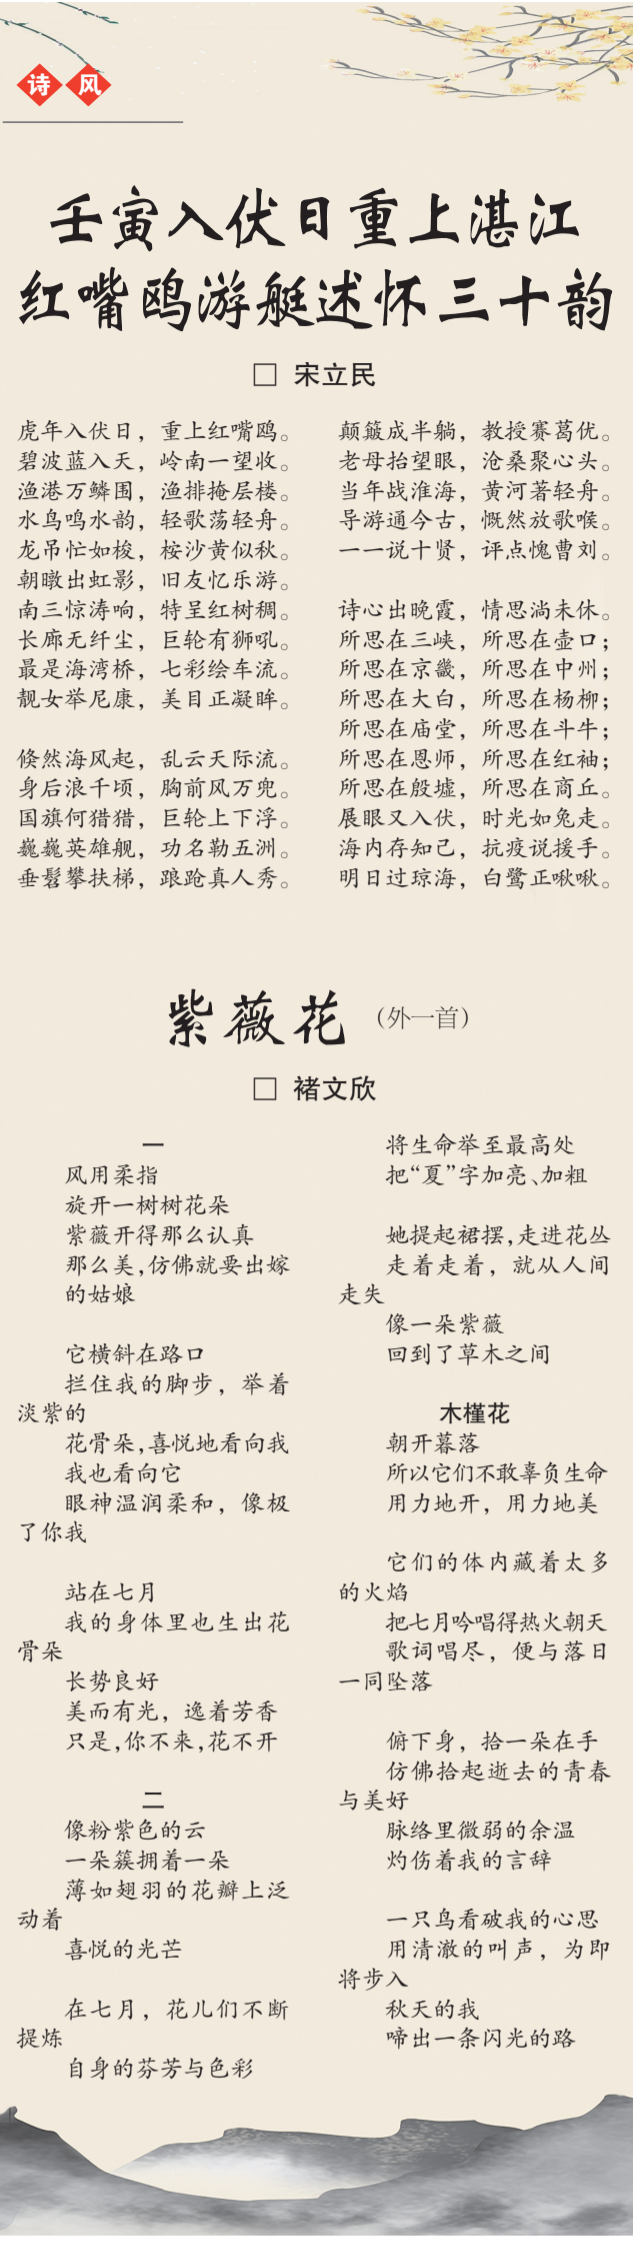 诗风
壬寅入伏日重上湛江
红嘴鸥游艇述怀三十韵
□ 宋立民
虎年入伏日，重上红嘴鸥。
碧波蓝入天，岭南一望收。
渔港万鳞围，渔排掩层楼。
水鸟鸣水韵，轻歌荡轻舟。
龙吊忙如梭，桉沙黄似秋。
朝暾出虹影，旧友忆乐游。
南三惊涛响，特呈红树稠。
长廊无纤尘，巨轮有狮吼。
最是海湾桥，七彩绘车流。
靓女举尼康，美目正凝眸。
倏然海风起，乱云天际流。
身后浪千顷，胸前风万兜。
国旗何猎猎，巨轮上下浮。
巍巍英雄舰，功名勒五洲。
垂髫攀扶梯，踉跄真人秀。
颠簸成半躺，教授赛葛优。
老母抬望眼，沧桑聚心头。
当年战淮海，黄河著轻舟。
导游通今古，慨然放歌喉。
一一说十贤，评点愧曹刘。
诗心出晚霞，情思淌未休。
所思在三峡，所思在壶口；
所思在京畿，所思在中州；
所思在大白，所思在杨柳；
所思在庙堂，所思在斗牛；
所思在恩师，所思在红袖；
所思在殷墟，所思在商丘。
展眼又入伏，时光如兔走。
海内存知己，抗疫说援手。
明日过琼海，白鹭正啾啾。
紫薇花（外一首）
□ 褚文欣
一
风用柔指
旋开一树树花朵
紫薇开得那么认真
那么美，仿佛就要出嫁
的姑娘
它横斜在路口
拦住我的脚步，举着
淡紫的
花骨朵，喜悦地看向我
我也看向它
眼神温润柔和，像极
了你我
站在七月
我的身体里也生出花
骨朵
长势良好
美而有光，逸着芳香
只是，你不来，花不开
二
像粉紫色的云
一朵簇拥着一朵
薄如翅羽的花瓣上泛
动着
喜悦的光芒
在七月，花儿们不断
提炼
自身的芬芳与色彩
将生命举至最高处
把“夏”字加亮、加粗
她提起裙摆，走进花丛
走着走着，就从人间
走失
像一朵紫薇
回到了草木之间
木槿花
朝开暮落
所以它们不敢辜负生命
用力地开，用力地美
它们的体内藏着太多
的火焰
把七月吟唱得热火朝天
歌词唱尽，便与落日
一同坠落
俯下身，拾一朵在手
仿佛拾起逝去的青春
与美好
脉络里微弱的余温
灼伤着我的言辞
一只鸟看破我的心思
用清澈的叫声，为即
将步入
秋天的我
啼出一条闪光的路